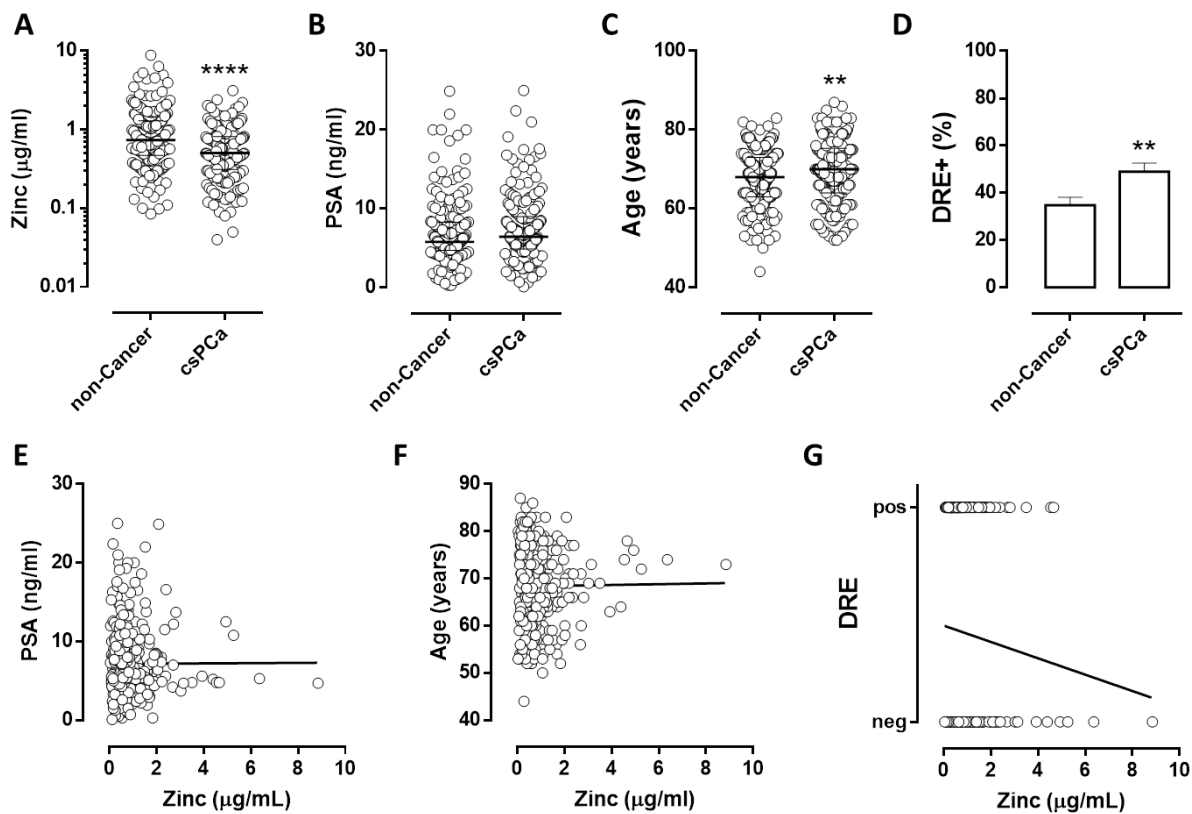 A
Zinc (μg/ml)
10
1
0.1
0.01
****
non-Cancer
csPCa
B
PSA (ng/ml)
30
20
10
0
non-Cancer
csPCa
C
Age (years)
100
80
60
40
**
non-Cancer
csPCa
D
DRE+ (%)
100
80
60
40
20
0
**
non-Cancer
csPCa
E
PSA (ng/ml)
30
20
10
0
0 2 4 6 8 10
Zinc (μg/mL)
F
Age (years)
90
80
70
60
50
40
0 2 4 6 8 10
Zinc (μg/ml)
G
DRE
pos
neg
0 2 4 6 8 10
Zinc (μg/mL)